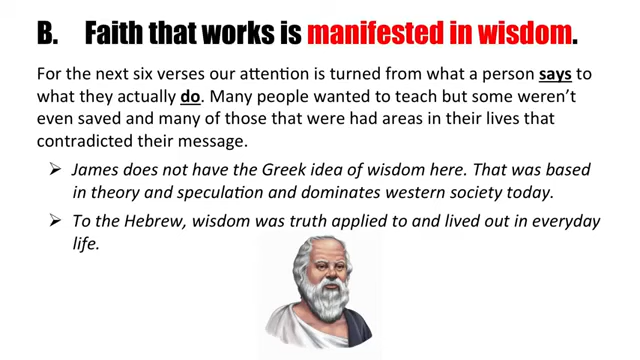 B. Faith that works is manifested in wisdom.
For the next six verses our attention is turned from what a person says to
what they actually do. Many people wanted to teach but some weren't
even saved and many of those that were had areas in their lives that
contradicted their message.
➢ James does not have the Greek idea of wisdom here. That was based
in theory and speculation and dominates western society today.
➢ To the Hebrew, wisdom was truth applied to and lived out in everyday
life.